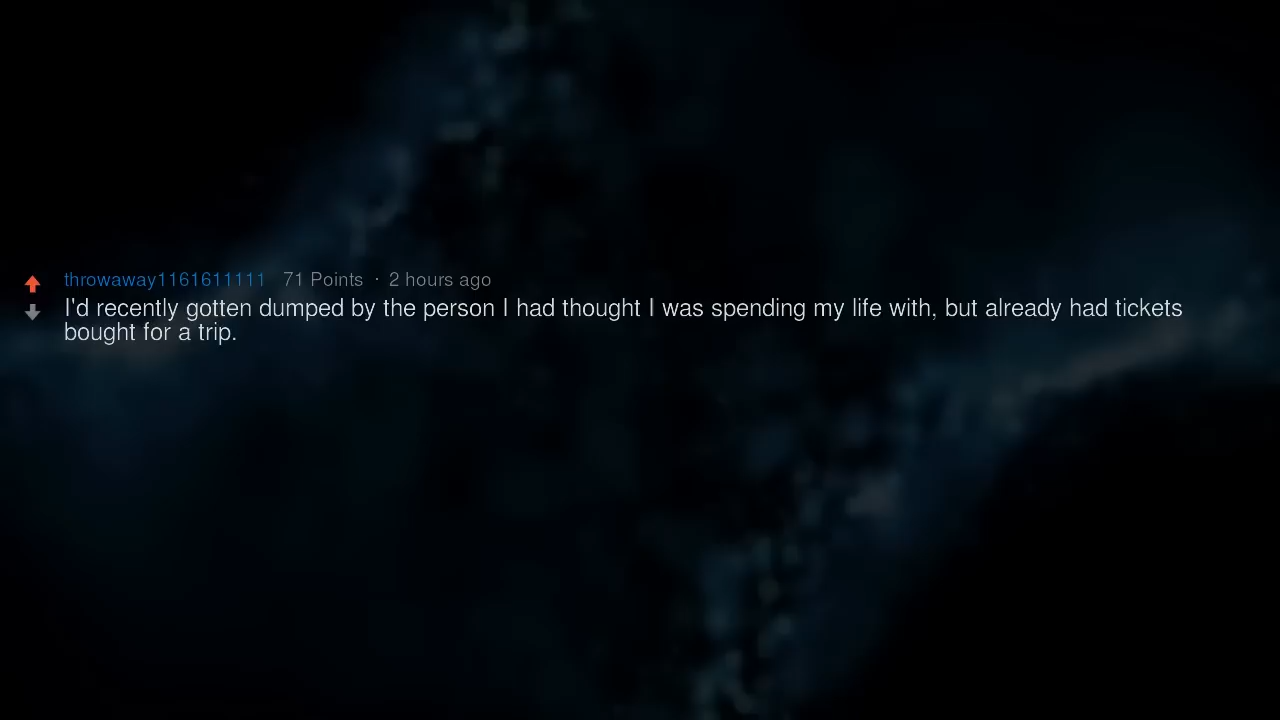 throwaway1161611111 71 Points · 2 hours ago
I'd recently gotten dumped by the person I had thought I was spending my life with, but already had tickets
bought for a trip.